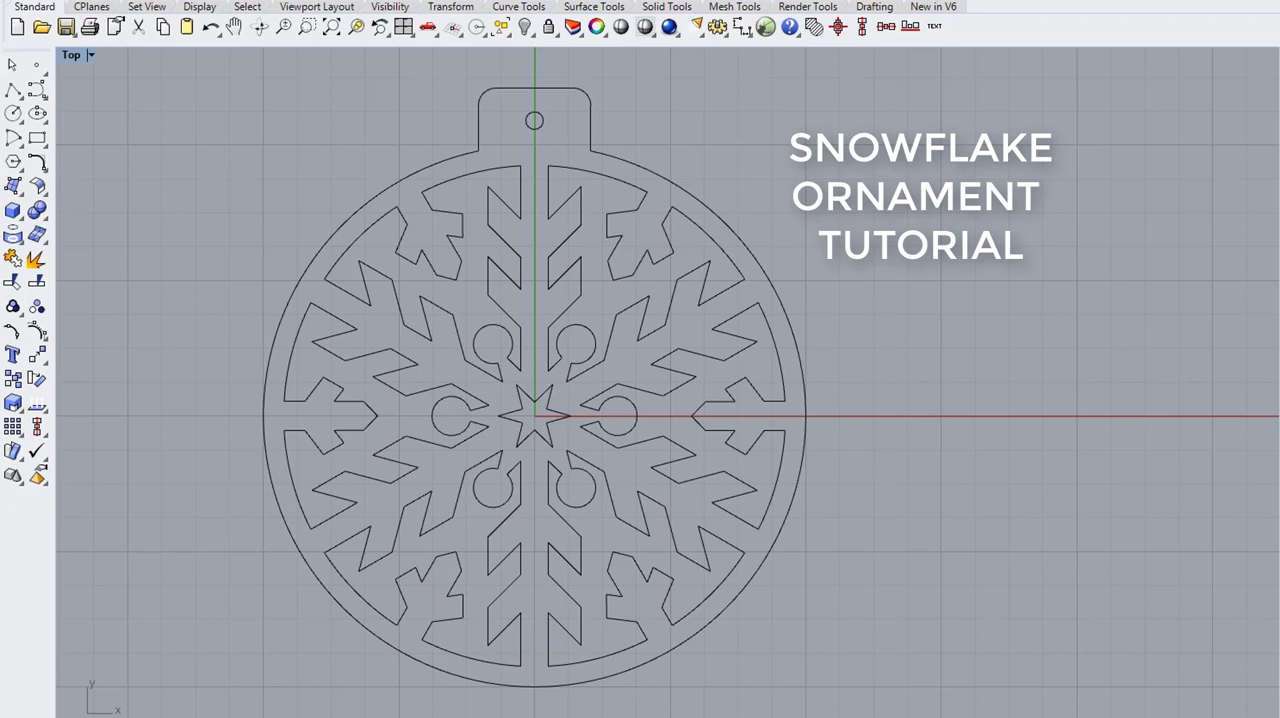 Standard CPlanes Set View Display Select Viewport Layout Visibility Transform Curve Tools Surface Tools Solid Tools Mesh Tools Render Tools Drafting New in V6
TEXT
Top
SNOWFLAKE
ORNAMENT
TUTORIAL
y
x